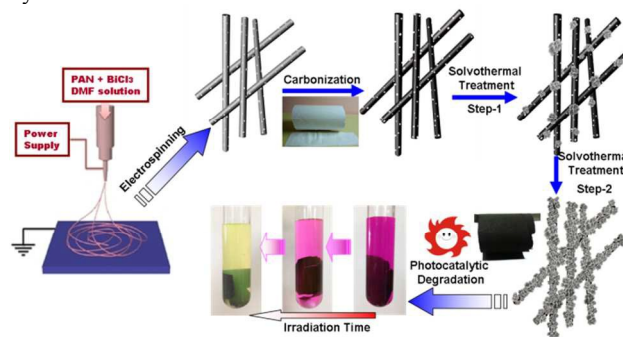 PAN + BiCl3
DMF solution
Power
Supply
Electrospinning
Carbonization
Solvothermal
Treatment
Step-1
Solvothermal
Treatment
Step-2
Photocatalytic
Degradation
Irradiation Time